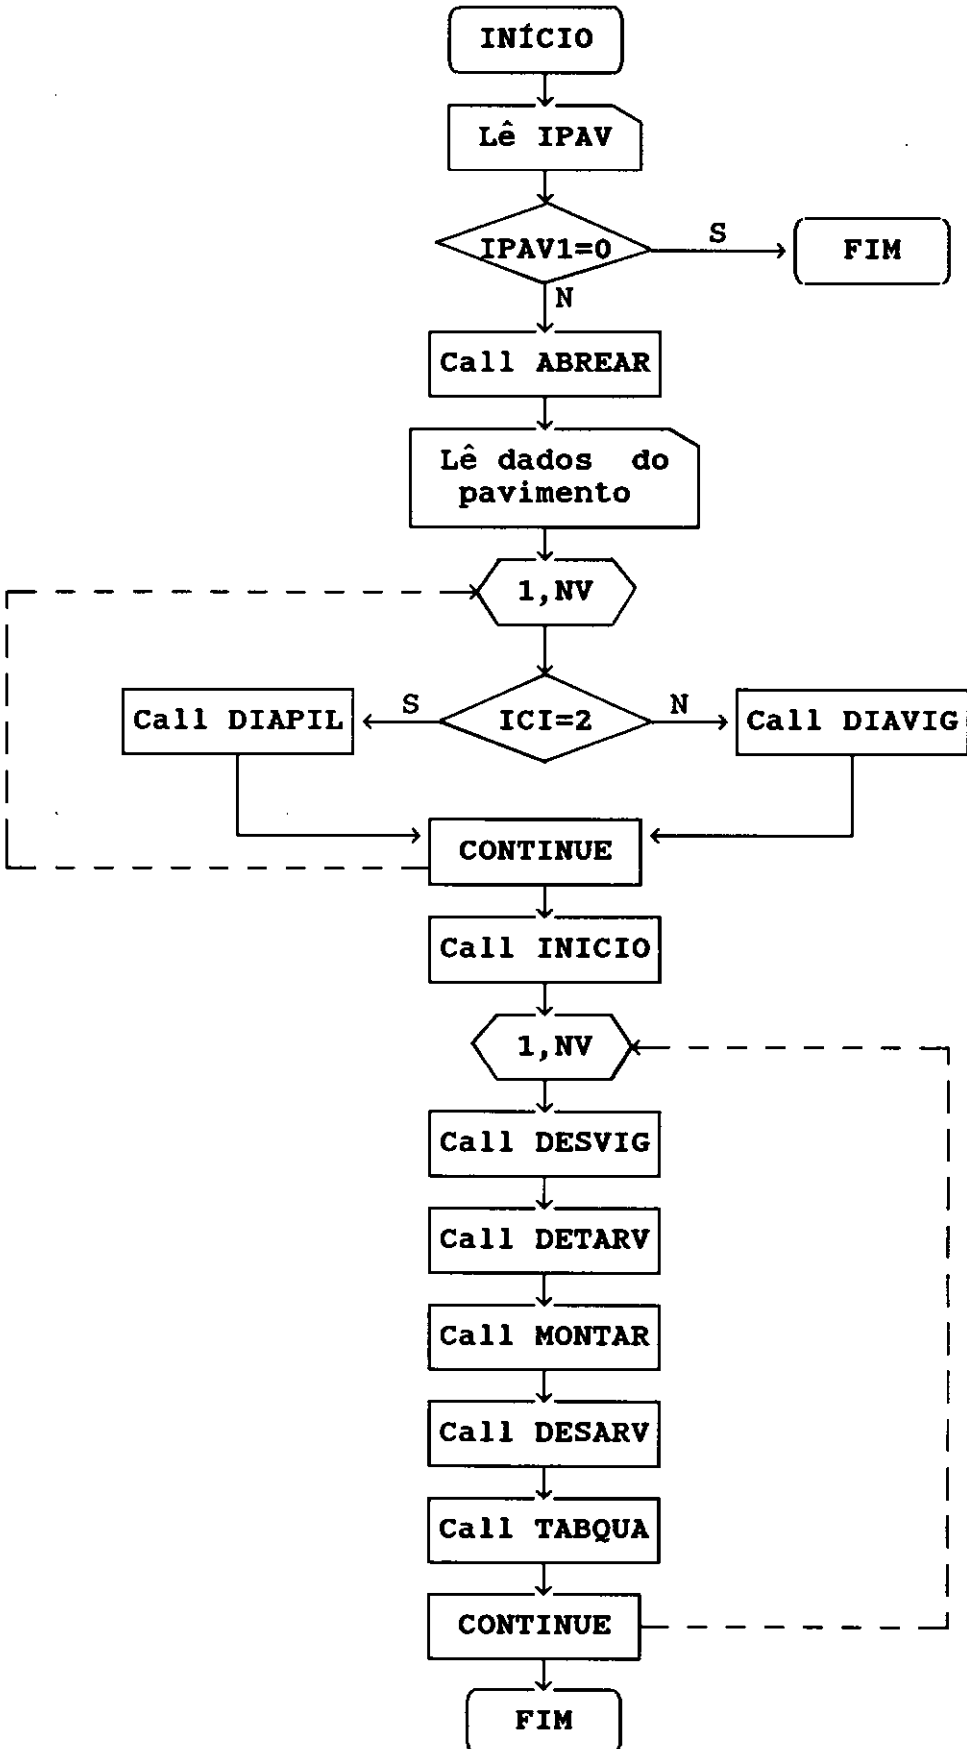 INÍCIO
Lê IPAV
IPAV1=0
S
FIM
N
Call ABREAR
Lê dados do
pavimento
1,NV
Call DIAPIL
S
ICI=2
N
Call DIAVIG
CONTINUE
Call INICIO
1,NV
Call DESVIG
Call DETARV
Call MONTAR
Call DESARV
Call TABQUA
CONTINUE
FIM